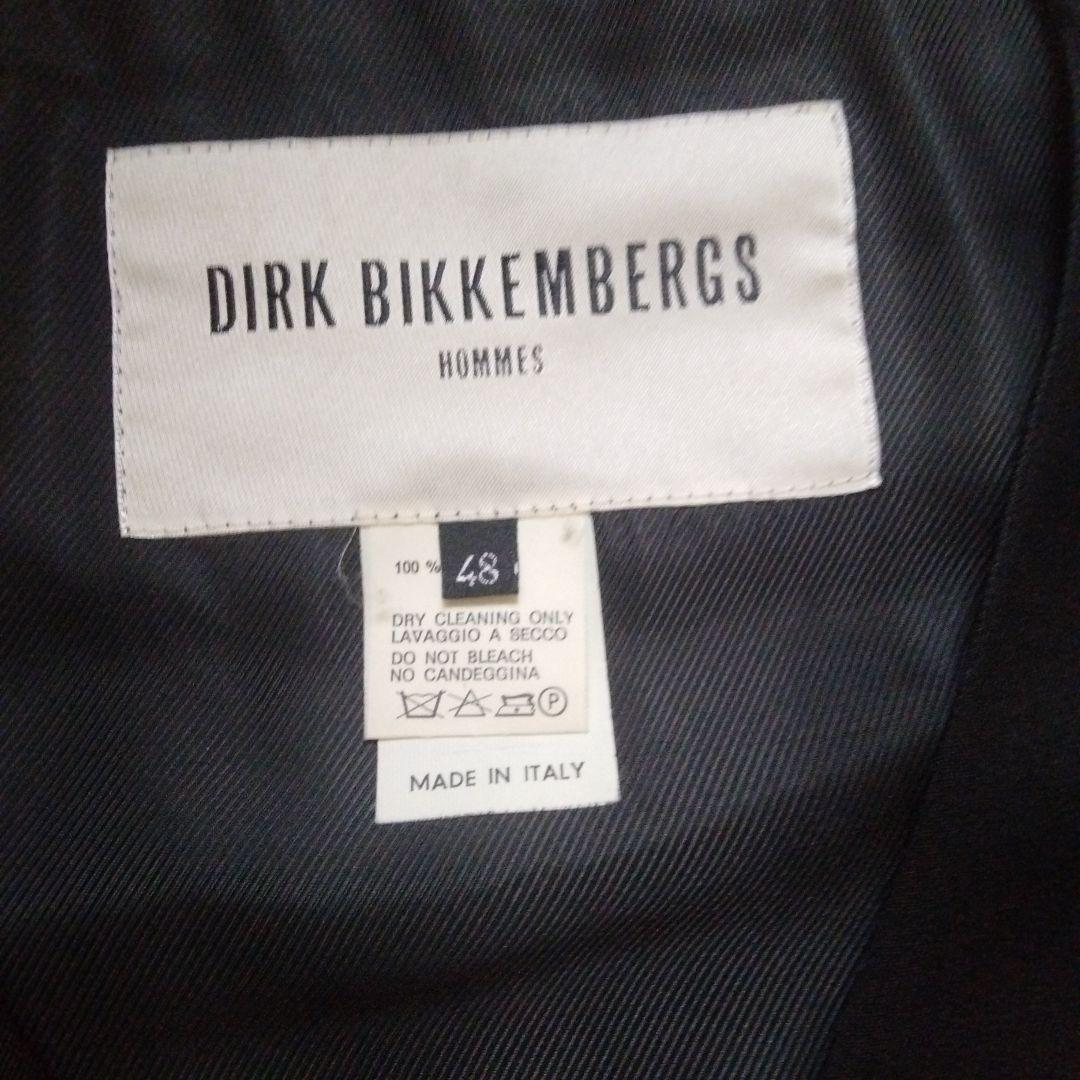 DIRK BIKKEMBERGS
HOMMES
100 %
48
DRY CLEANING ONLY
LAVAGGIO A SECCO
DO NOT BLEACH
NO CANDEGGINA
P
MADE IN ITALY